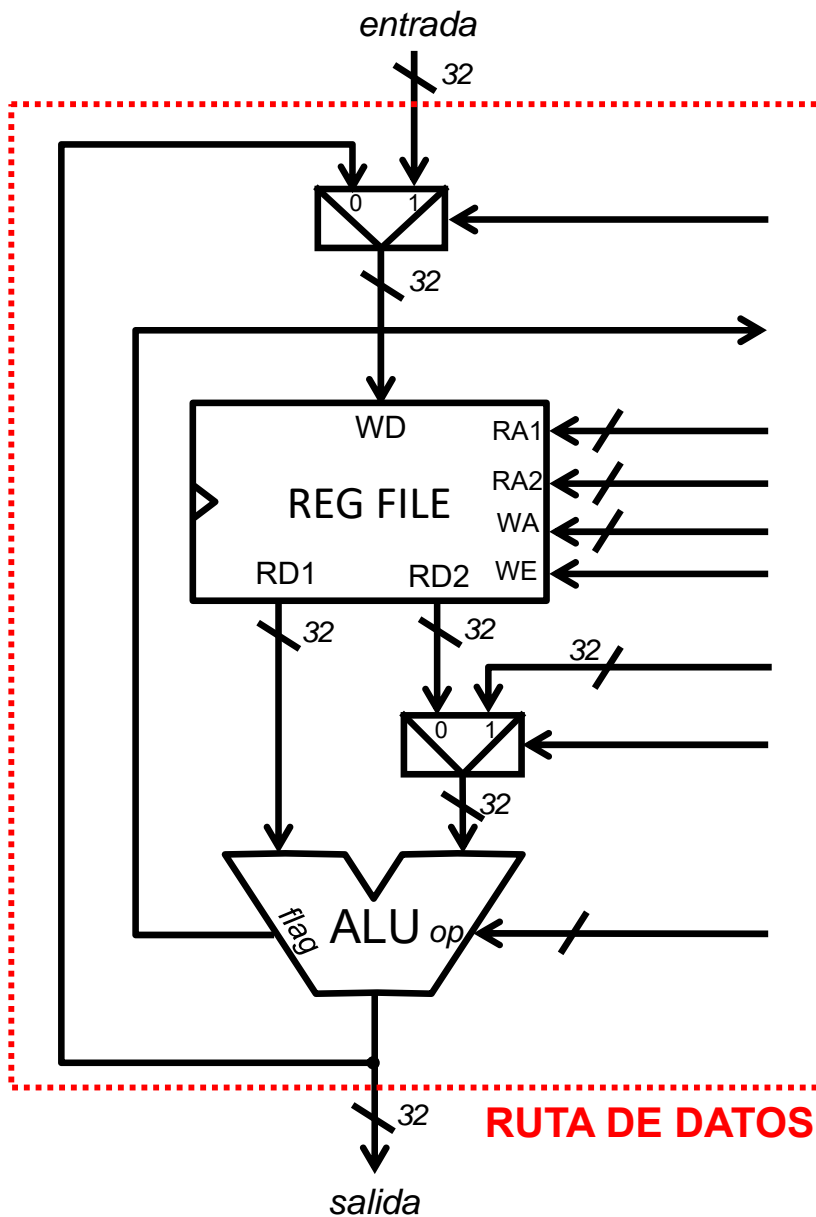 entrada
32
0 1
32
WD
RA1
RA2
REG FILE
WA
WE
RD1
RD2
32
32
32
0 1
32
flag
ALU
op
32
RUTA DE DATOS
salida